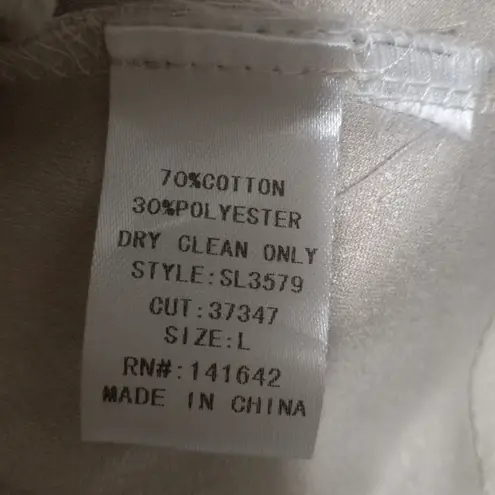 70%COTTON
30%POLYESTER
DRY CLEAN ONLY
STYLE:SL3579
CUT:37347
SIZE:L
RN#:141642
MADE IN CHINA